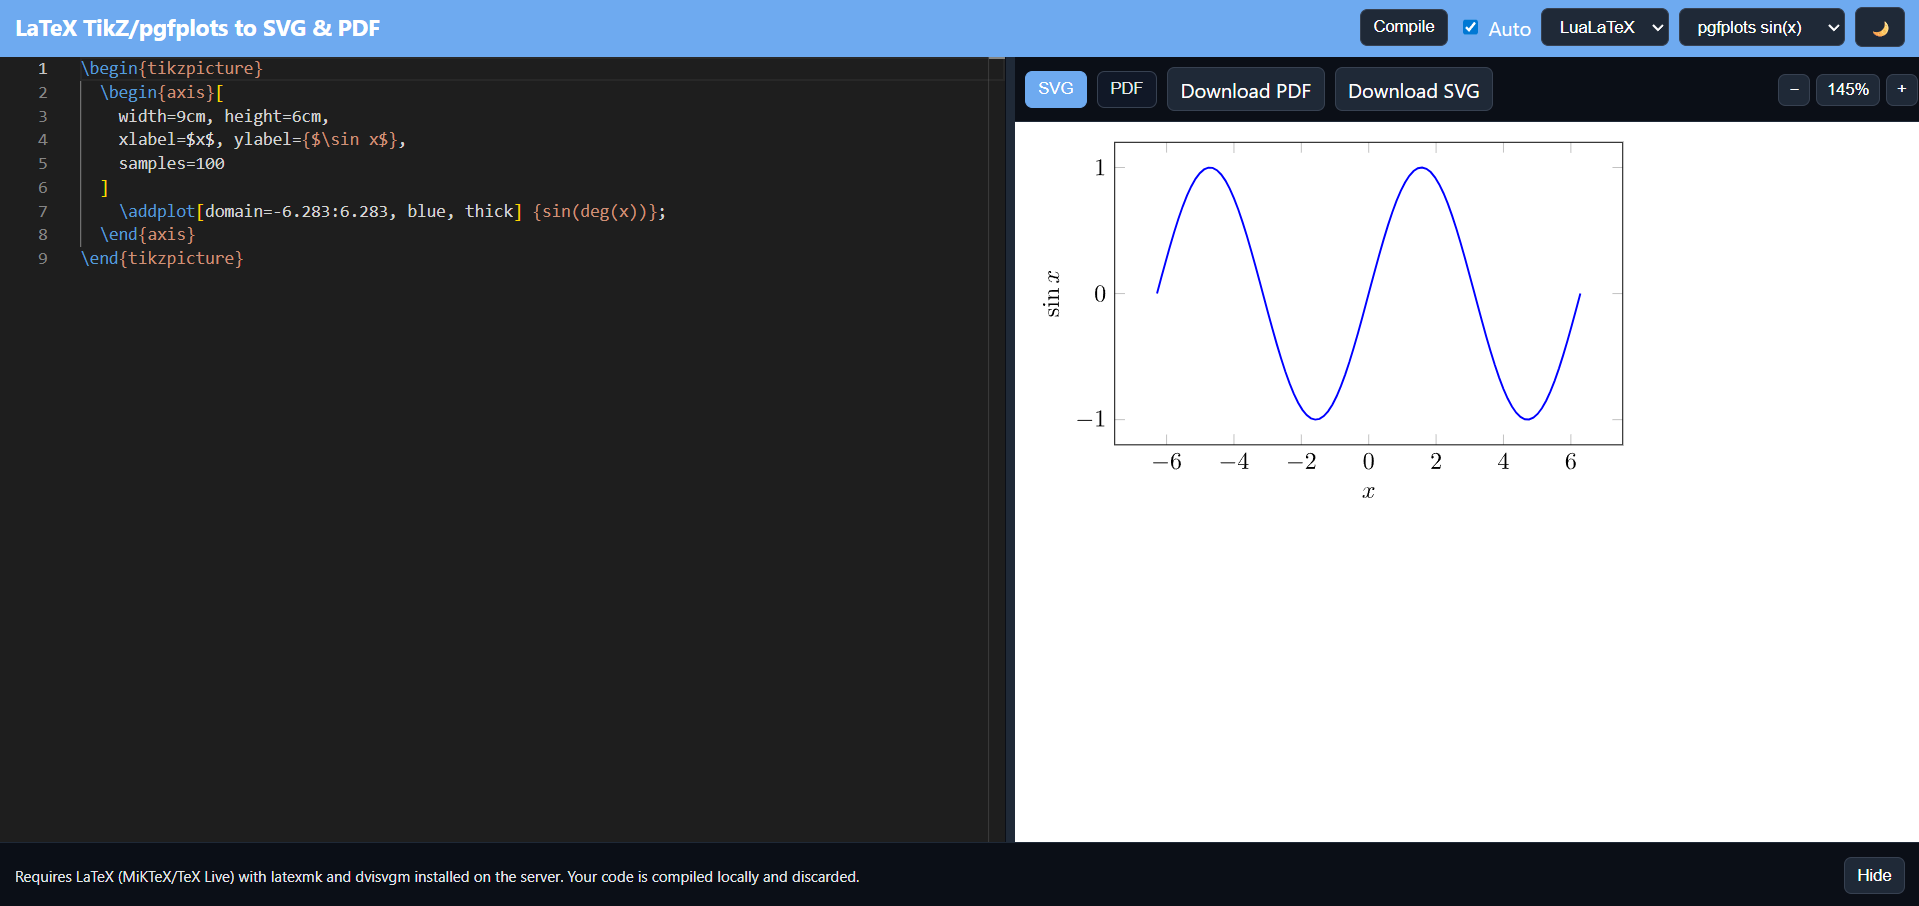 LaTeX TikZ/pgfplots to SVG & PDF
Compile
Auto
LuaLaTeX
pgfplots sin(x)
1 \begin{tikzpicture}
2 \begin{axis}[
3 width=9cm, height=6cm,
4 xlabel=$x$, ylabel={$\sin x$},
5 samples=100
6 ]
7 \addplot[domain=-6.283:6.283, blue, thick] {sin(deg(x))};
8 \end{axis}
9 \end{tikzpicture}
SVG
PDF
Download PDF
Download SVG
−
145%
+
1
0
−1
sin x
−6 −4 −2 0 2 4 6
x
Requires LaTeX (MiKTeX/TeX Live) with latexmk and dvisvgm installed on the server. Your code is compiled locally and discarded.
Hide